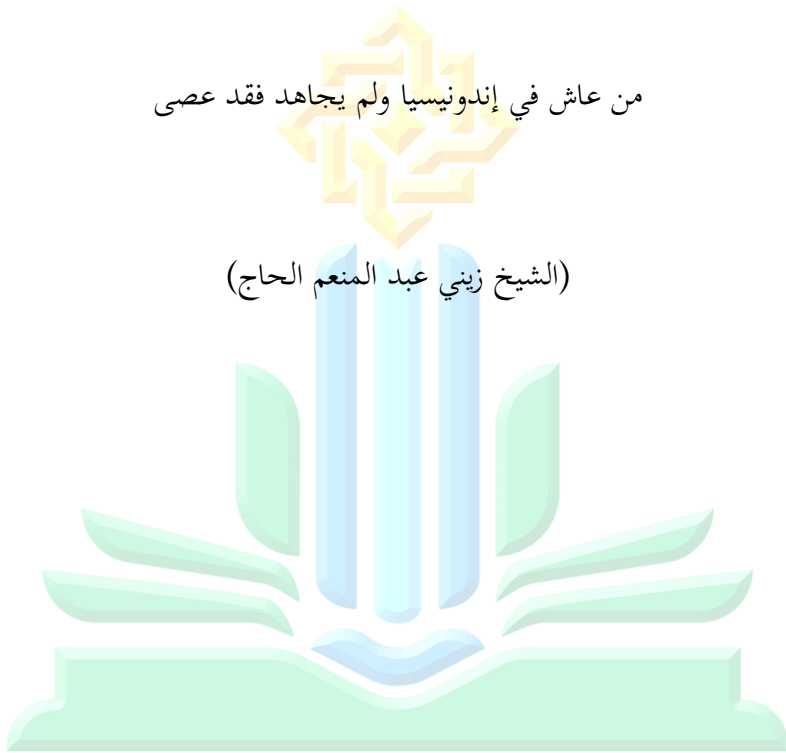 من عاش في إندونيسيا ولم يجاهد فقد عصى
(الشيخ زيني عبد المنعم الحاج)